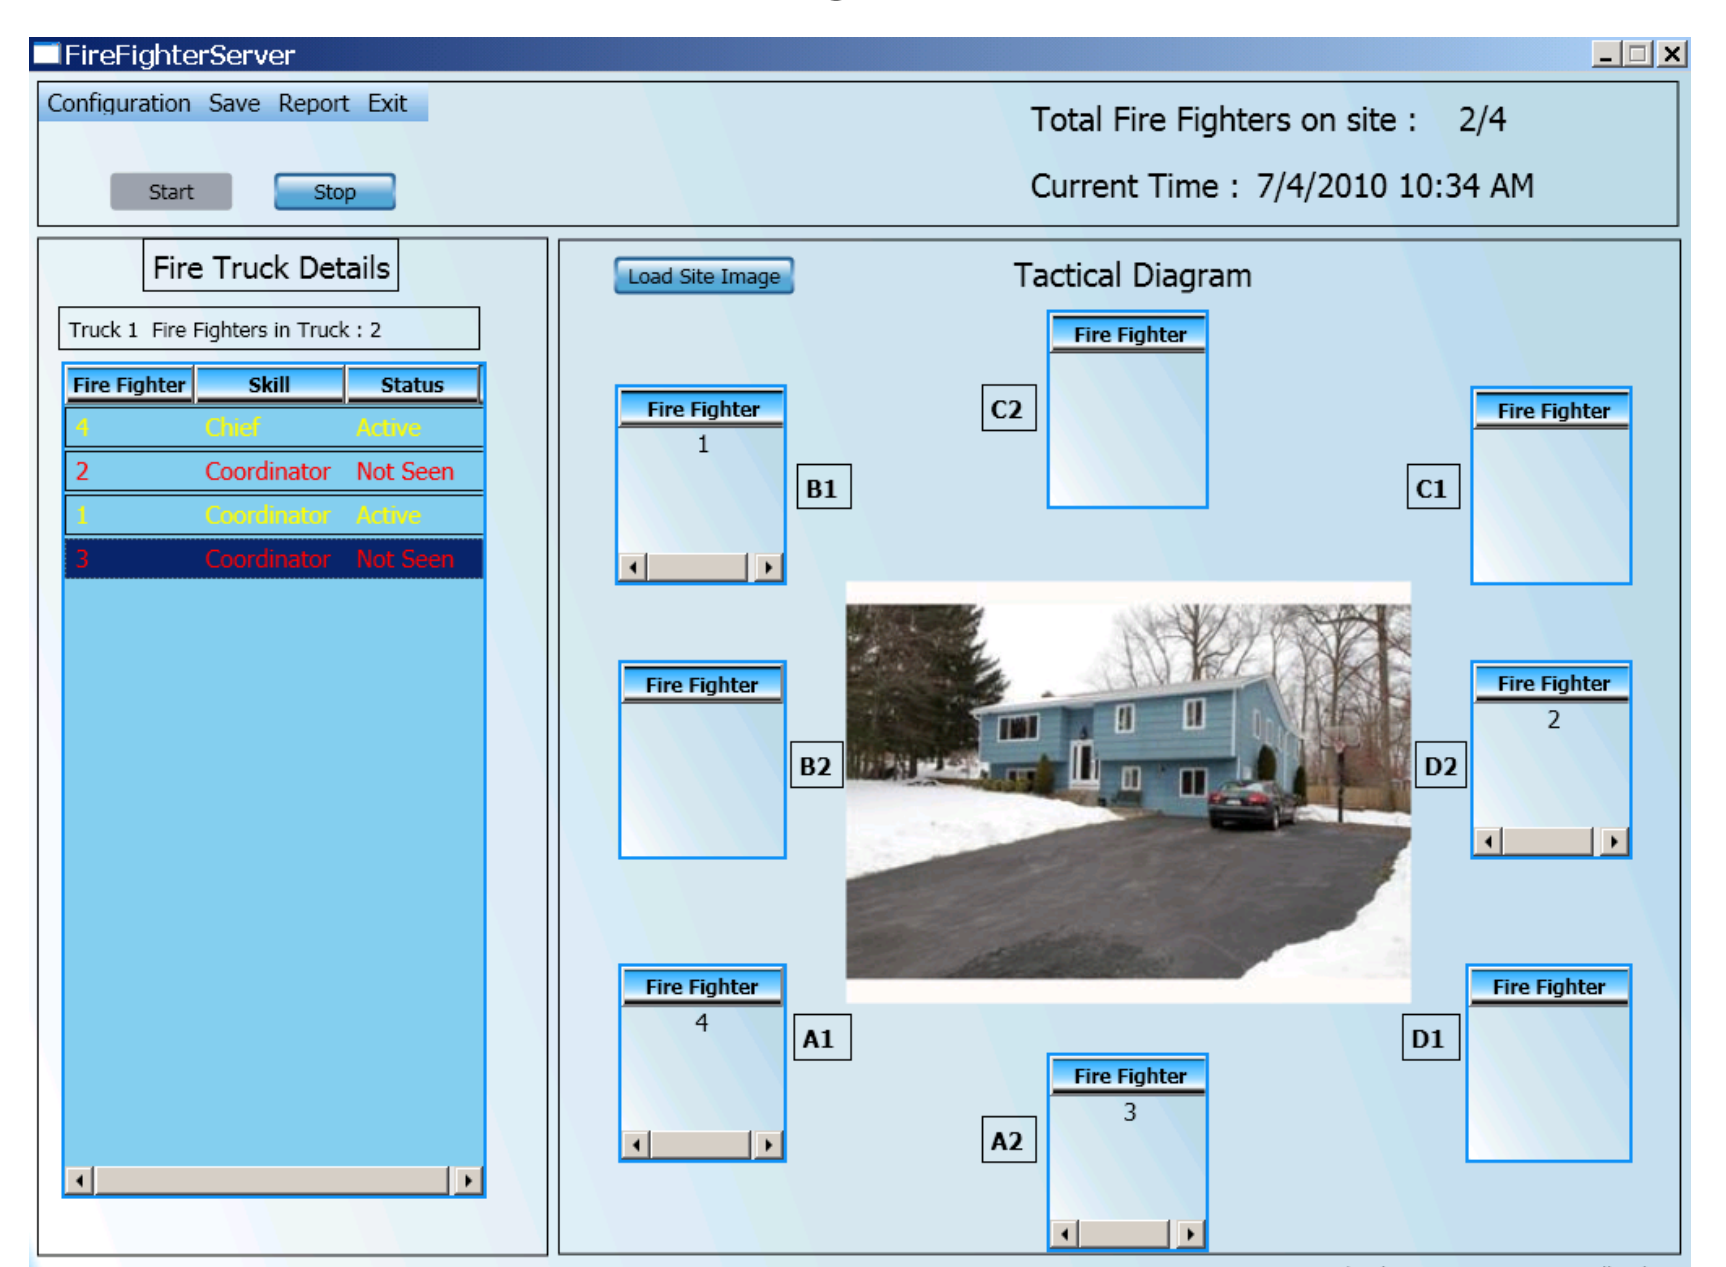 FireFighterServer
Configuration Save Report Exit
Total Fire Fighters on site : 2/4
Start Stop
Current Time : 7/4/2010 10:34 AM
Fire Truck Details
Truck 1 Fire Fighters in Truck : 2
Fire Fighter Skill Status
4 Chief Active
2 Coordinator Not Seen
1 Coordinator Active
3 Coordinator Not Seen
Load Site Image
Tactical Diagram
Fire Fighter
C2
Fire Fighter
1
B1
Fire Fighter
C1
Fire Fighter
B2
Fire Fighter
2
D2
Fire Fighter
4
A1
Fire Fighter
3
A2
Fire Fighter
D1